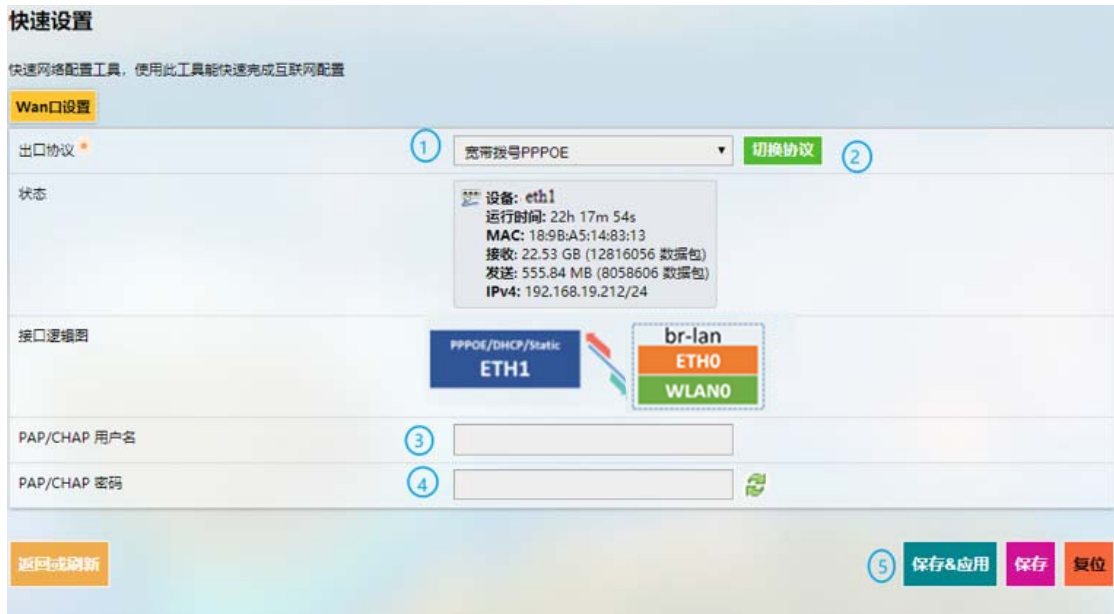 快速设置
快速网络配置工具，使用此工具能快速完成互联网配置
Wan口设置
出口协议
1
宽带拨号PPPOE
切换协议
2
状态
设备: eth1
运行时间: 22h 17m 54s
MAC: 18:9B:A5:14:83:13
接收: 22.53 GB (12816056 数据包)
发送: 555.84 MB (8058606 数据包)
IPv4: 192.168.19.212/24
接口逻辑图
PPPOE/DHCP/Static
ETH1
br-lan
ETH0
WLAN0
PAP/CHAP 用户名
3
PAP/CHAP 密码
4
返回或刷新
5
保存&应用
保存
复位